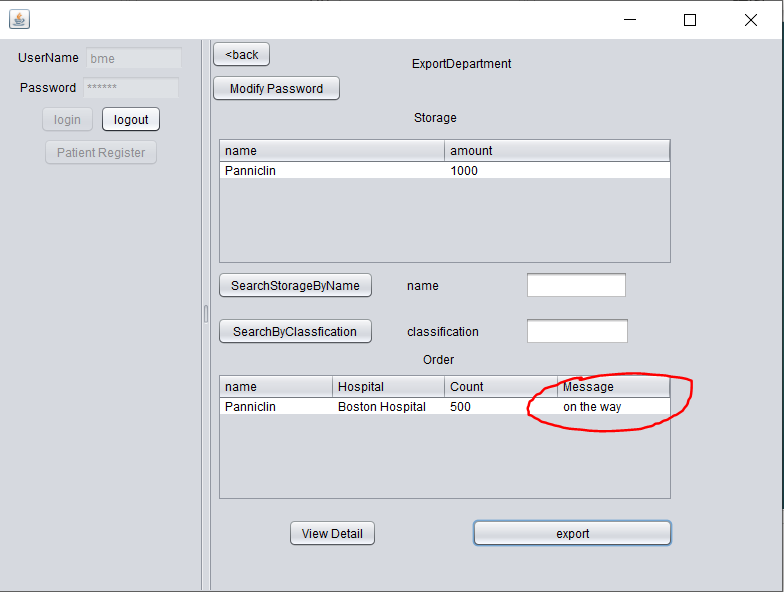 UserName bme
Password ******
login logout
Patient Register
<back
ExportDepartment
Modify Password
Storage
name amount
Panniclin 1000
SearchStorageByName name
SearchByClassfication classification
Order
name Hospital Count Message
Panniclin Boston Hospital 500 on the way
View Detail export